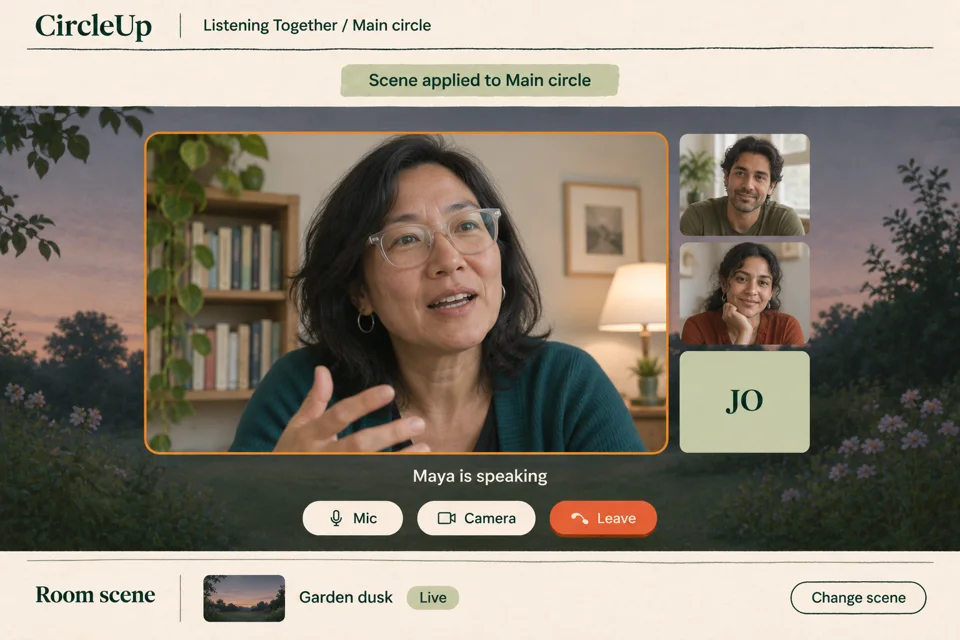 CircleUp
Listening Together / Main circle
Scene applied to Main circle
JO
Maya is speaking
Mic
Camera
Leave
Room scene
Garden dusk
Live
Change scene